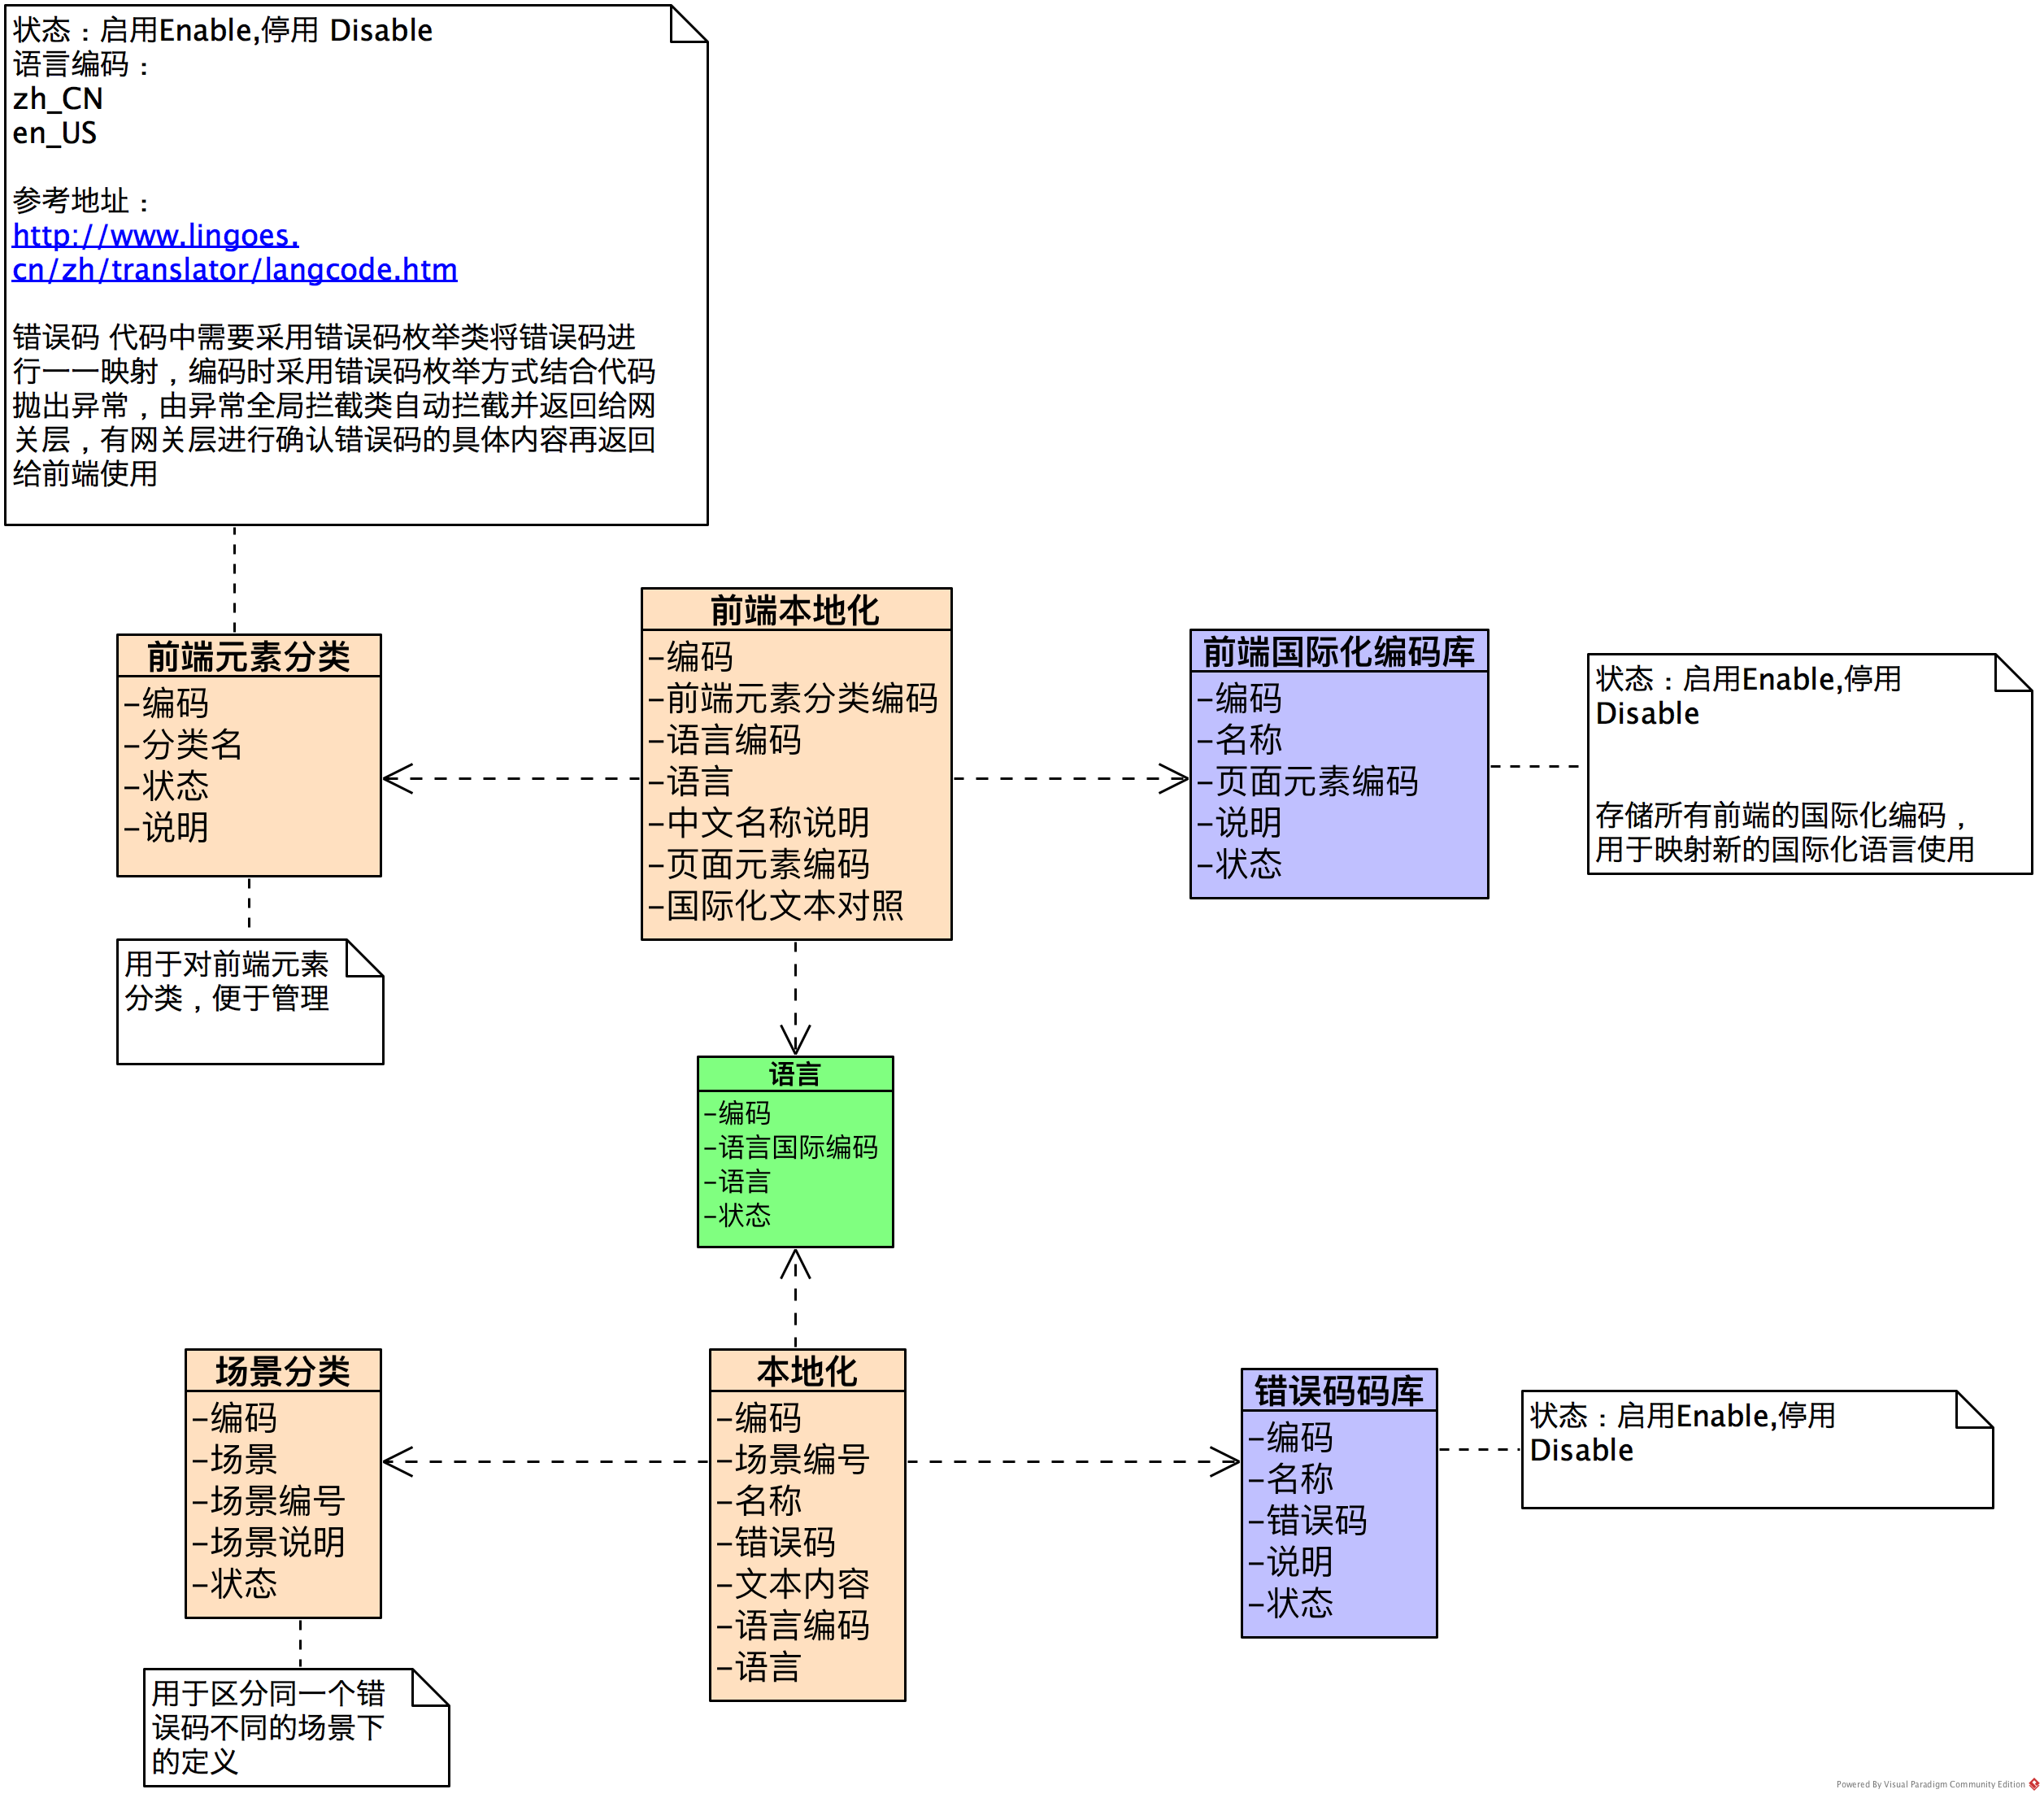 状态：启用Enable,停用 Disable
语言编码：
zh_CN
en_US
参考地址：
http://www.lingoes.
cn/zh/translator/langcode.htm
错误码 代码中需要采用错误码枚举类将错误码进
行一一映射，编码时采用错误码枚举方式结合代码
抛出异常，由异常全局拦截类自动拦截并返回给网
关层，有网关层进行确认错误码的具体内容再返回
给前端使用
前端元素分类
-编码
-分类名
-状态
-说明
用于对前端元素
分类，便于管理
前端本地化
-编码
-前端元素分类编码
-语言编码
-语言
-中文名称说明
-页面元素编码
-国际化文本对照
前端国际化编码库
-编码
-名称
-页面元素编码
-说明
-状态
状态：启用Enable,停用
Disable
存储所有前端的国际化编码，
用于映射新的国际化语言使用
语言
-编码
-语言国际编码
-语言
-状态
场景分类
-编码
-场景
-场景编号
-场景说明
-状态
用于区分同一个错
误码不同的场景下
的定义
本地化
-编码
-场景编号
-名称
-错误码
-文本内容
-语言编码
-语言
错误码码库
-编码
-名称
-错误码
-说明
-状态
状态：启用Enable,停用
Disable
Powered By Visual Paradigm Community Edition